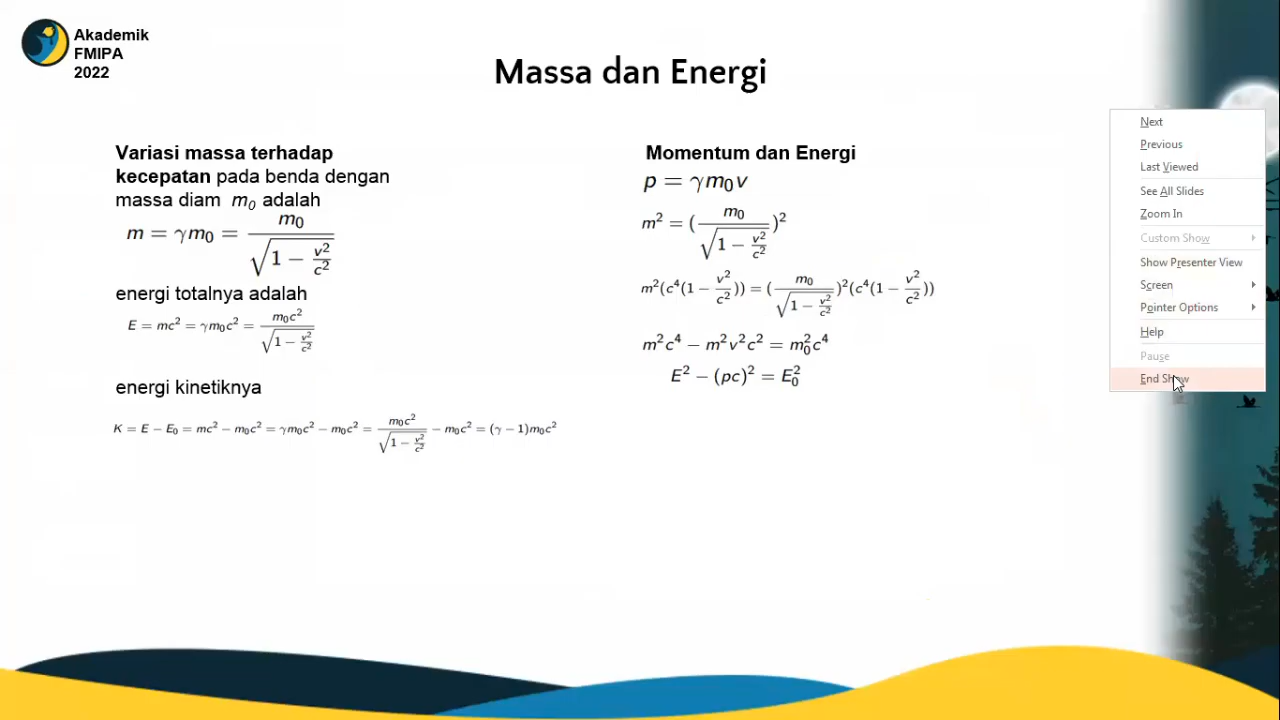 Akademik
FMIPA
2022
Massa dan Energi
Variasi massa terhadap
kecepatan pada benda dengan
massa diam m₀ adalah
m = γm₀ = m₀ / √(1 − v²/c²)
energi totalnya adalah
E = mc² = γm₀c² = m₀c² / √(1 − v²/c²)
energi kinetiknya
K = E − E₀ = mc² − m₀c² = γm₀c² − m₀c² = m₀c² / √(1 − v²/c²) − m₀c² = (γ − 1)m₀c²
Momentum dan Energi
p = γm₀v
m² = (m₀ / √(1 − v²/c²))²
m²(c⁴(1 − v²/c²)) = (m₀ / √(1 − v²/c²))²(c⁴(1 − v²/c²))
m²c⁴ − m²v²c² = m₀²c⁴
E² − (pc)² = E₀²
Next
Previous
Last Viewed
See All Slides
Zoom In
Custom Show
Show Presenter View
Screen
Pointer Options
Help
Pause
End Show